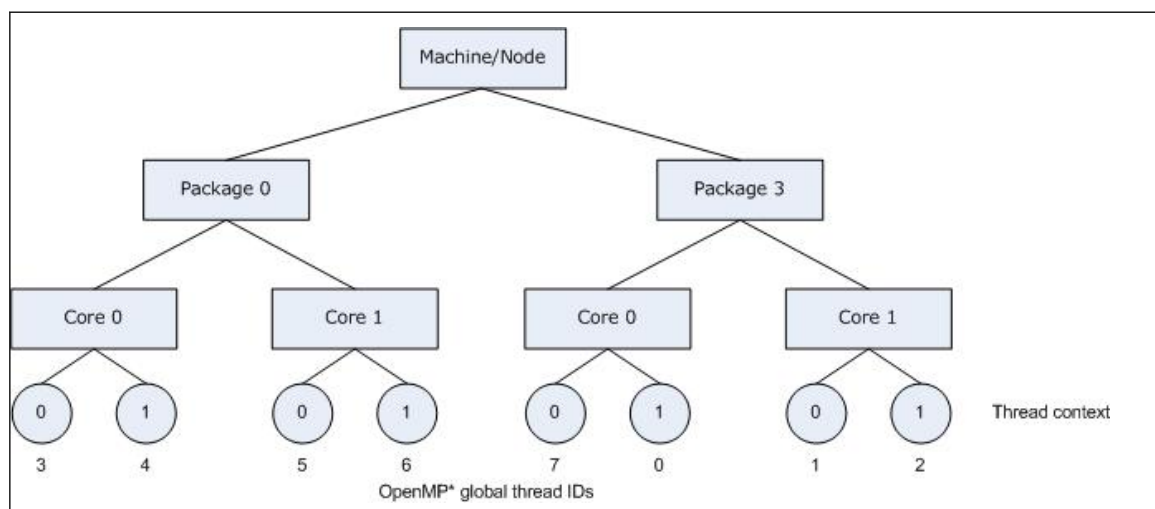 Machine/Node
Package 0
Package 3
Core 0
Core 1
Core 0
Core 1
0 1 0 1 0 1 0 1 Thread context
3 4 5 6 7 0 1 2
OpenMP* global thread IDs